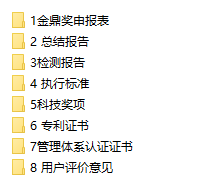 1金鼎奖申报表
2 总结报告
3检测报告
4 执行标准
5科技奖项
6 专利证书
7管理体系认证证书
8 用户评价意见